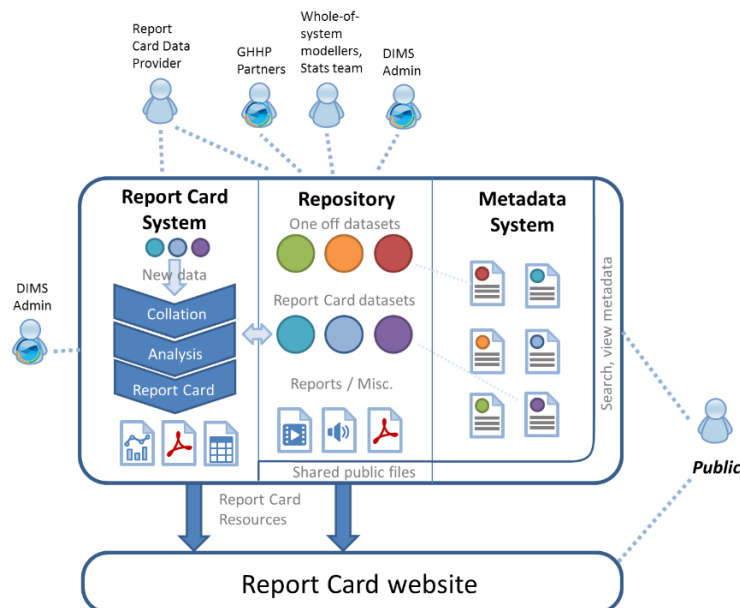 Report
Card Data
Provider
GHHP
Partners
Whole-of-
system
modellers,
Stats team
DIMS
Admin
Report Card
System
New data
Collation
Analysis
Report Card
Repository
One off datasets
Report Card datasets
Reports / Misc.
Shared public files
Metadata
System
Search, view metadata
DIMS
Admin
Public
Report Card
Resources
Report Card website